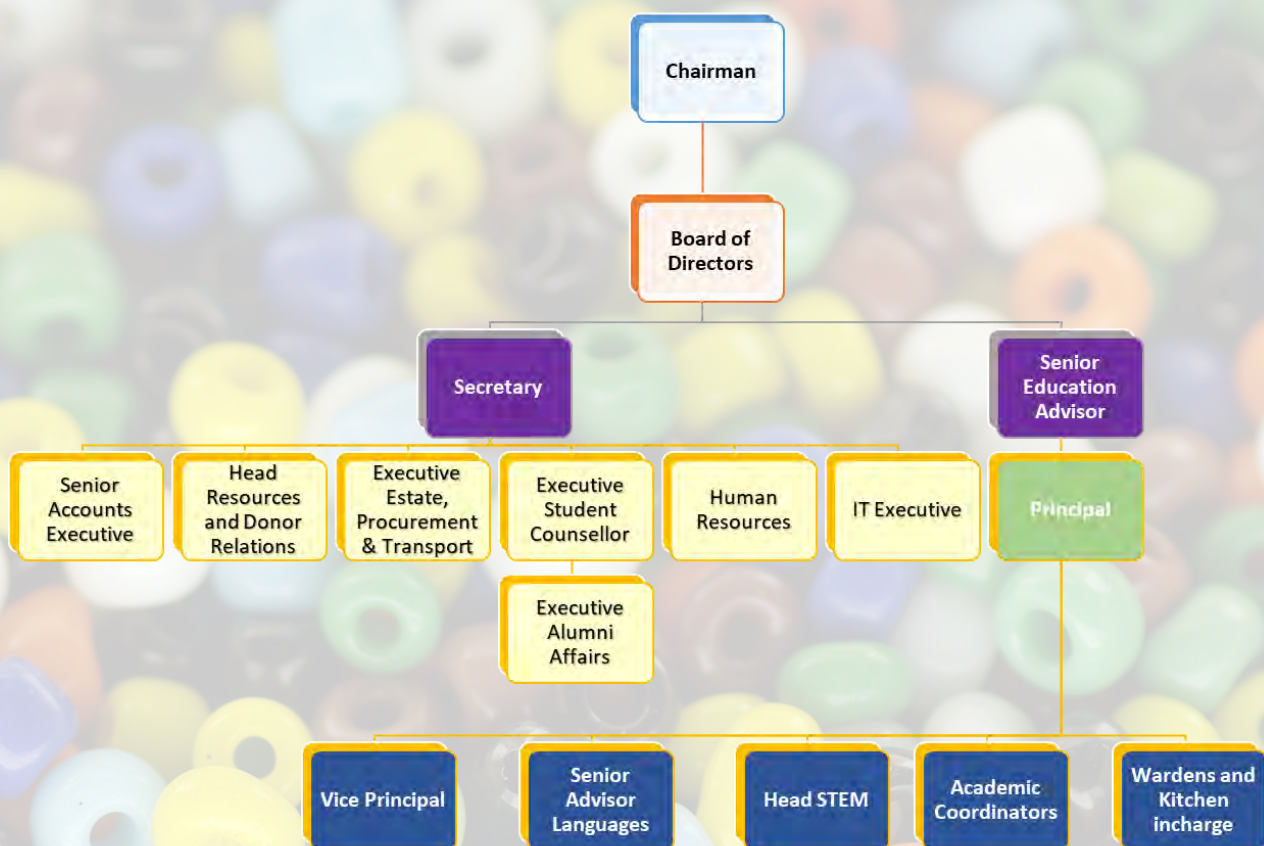 Chairman
Board of
Directors
Secretary
Senior
Education
Advisor
Senior
Accounts
Executive
Head
Resources
and Donor
Relations
Executive
Estate,
Procurement
& Transport
Executive
Student
Counsellor
Human
Resources
IT Executive
Principal
Executive
Alumni
Affairs
Vice Principal
Senior
Advisor
Languages
Head STEM
Academic
Coordinators
Wardens and
Kitchen
incharge